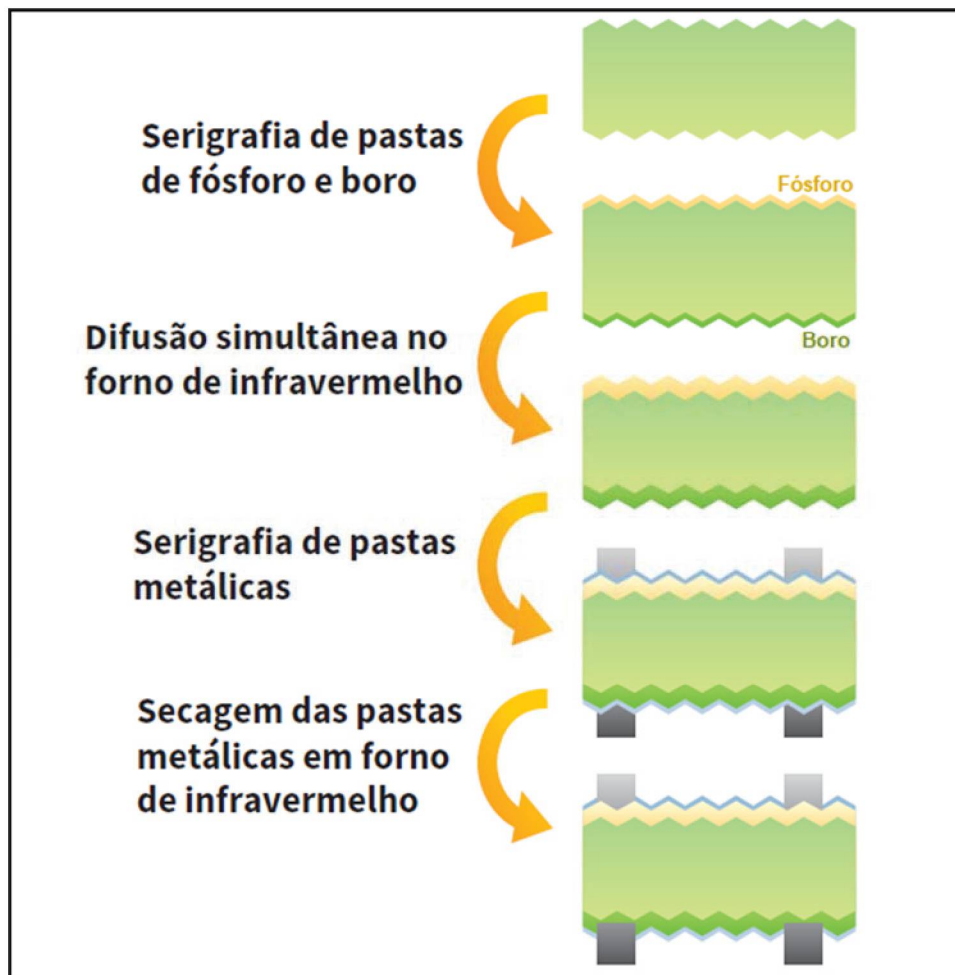 Serigrafia de pastas
de fósforo e boro
Fósforo
Difusão simultânea no
forno de infravermelho
Boro
Serigrafia de pastas
metálicas
Secagem das pastas
metálicas em forno
de infravermelho